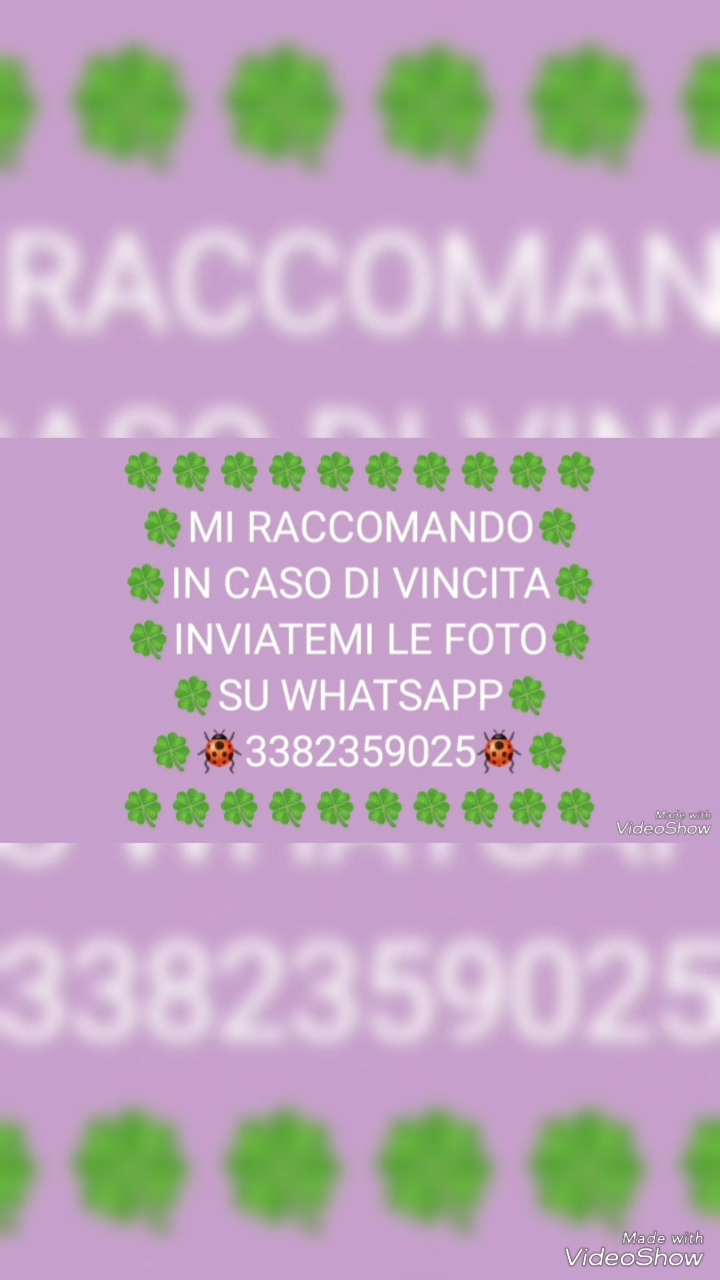 RACCOMAN
🍀🍀🍀🍀🍀🍀🍀🍀🍀🍀
🍀MI RACCOMANDO🍀
🍀IN CASO DI VINCITA🍀
🍀INVIATEMI LE FOTO🍀
🍀SU WHATSAPP🍀
🍀🐞3382359025🐞🍀
🍀🍀🍀🍀🍀🍀🍀🍀🍀🍀
Made with
VideoShow
3382359025
Made with
VideoShow